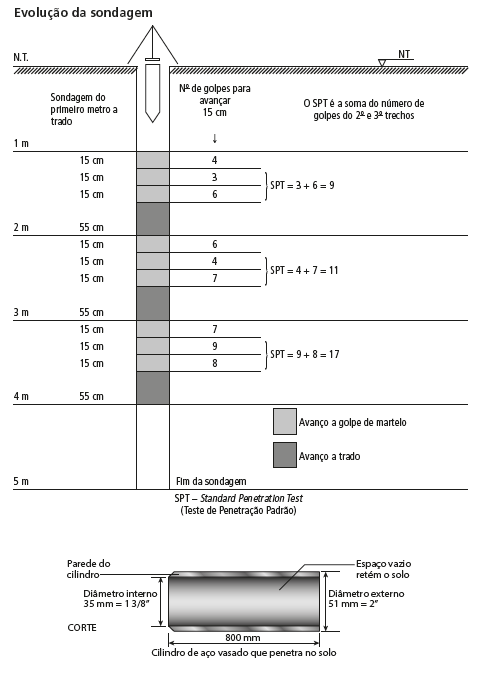 Evolução da sondagem
N.T.
NT
Sondagem do
primeiro metro a
trado
Nº de golpes para
avançar
15 cm
↓
O SPT é a soma do número de
golpes do 2º e 3º trechos
1 m
15 cm 4
15 cm 3
15 cm 6
SPT = 3 + 6 = 9
2 m 55 cm
15 cm 6
15 cm 4
15 cm 7
SPT = 4 + 7 = 11
3 m 55 cm
15 cm 7
15 cm 9
15 cm 8
SPT = 9 + 8 = 17
4 m 55 cm
Avanço a golpe de martelo
Avanço a trado
5 m Fim da sondagem
SPT – Standard Penetration Test
(Teste de Penetração Padrão)
Parede do
cilindro
Espaço vazio
retém o solo
Diâmetro interno
35 mm = 1 3/8”
Diâmetro externo
51 mm = 2”
CORTE
800 mm
Cilindro de aço vasado que penetra no solo